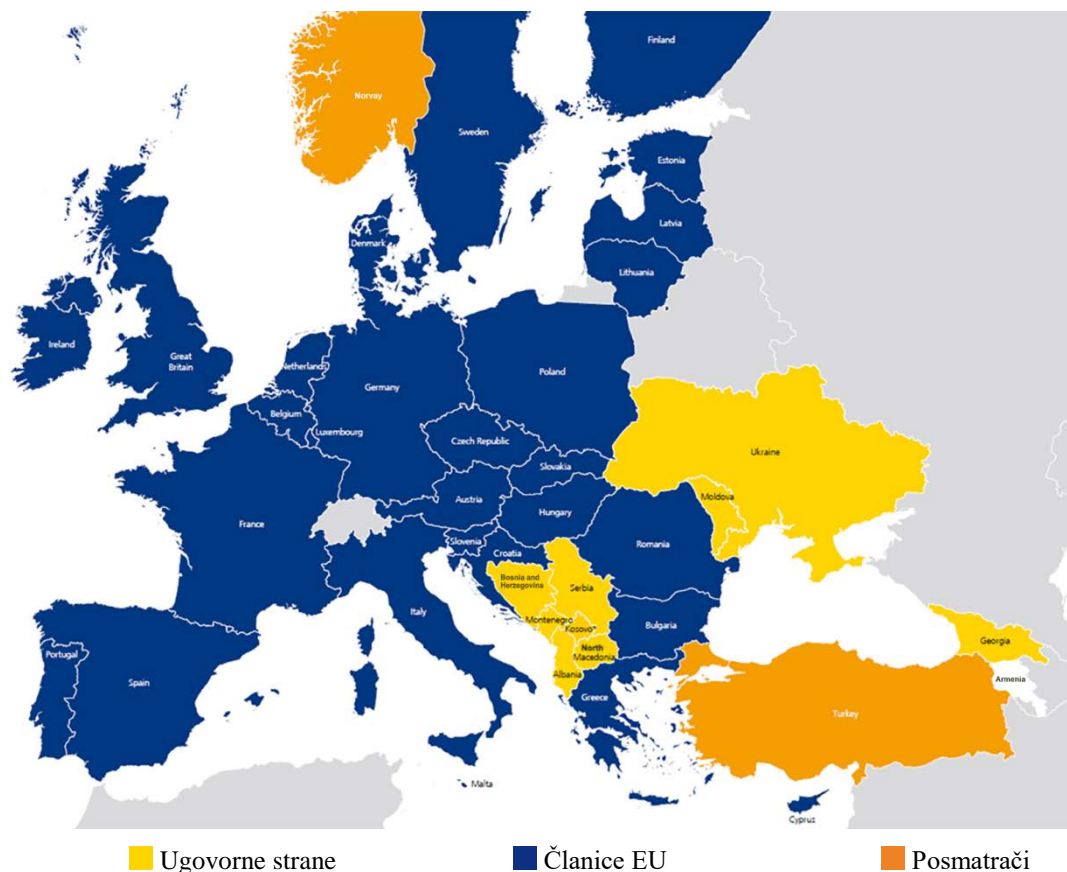 Finland
Norvay
Sweden
Estonia
Latvia
Denmark
Lithuania
Ireland
Great
Britain
Netherlands
Poland
Germany
Belgium
Luxembourg
Czech Republic
Ukraine
Slovakia
Moldova
Austria
Hungary
France
Slovenia
Romania
Croatia
Bosnia and
Herzegovina
Serbia
Italy
Montenegro
Kosovo*
Bulgaria
Georgia
North
Macedonia
Portugal
Albania
Armenia
Spain
Greece
Turkey
Malta
Cyprus
Ugovorne strane
Članice EU
Posmatrači